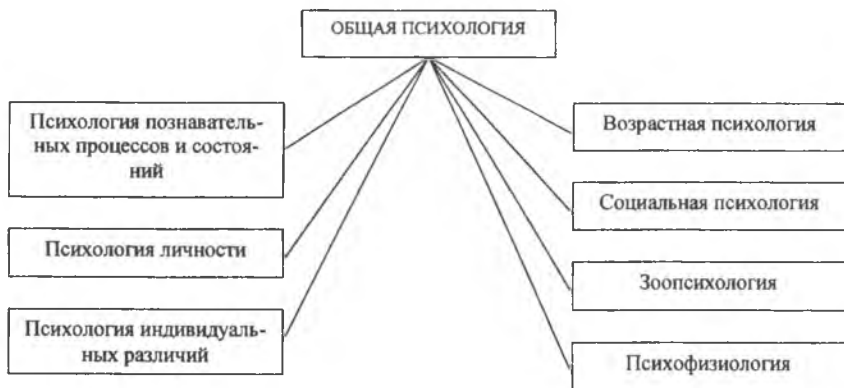 ОБЩАЯ ПСИХОЛОГИЯ
Психология познаватель-
ных процессов и состоя-
ний
Психология личности
Психология индивидуаль-
ных различий
Возрастная психология
Социальная психология
Зоопсихология
Психофизиология